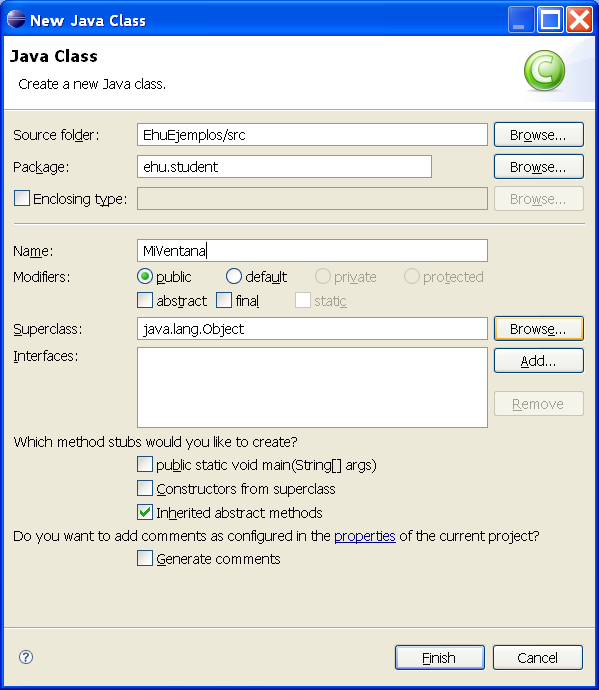 New Java Class
Java Class
Create a new Java class.
C
Source folder: EhuEjemplos/src Browse...
Package: ehu.student Browse...
Enclosing type: Browse...
Name: MiVentana
Modifiers: public default private protected
abstract final static
Superclass: java.lang.Object Browse...
Interfaces: Add...
Remove
Which method stubs would you like to create?
public static void main(String[] args)
Constructors from superclass
Inherited abstract methods
Do you want to add comments as configured in the properties of the current project?
Generate comments
? Finish Cancel